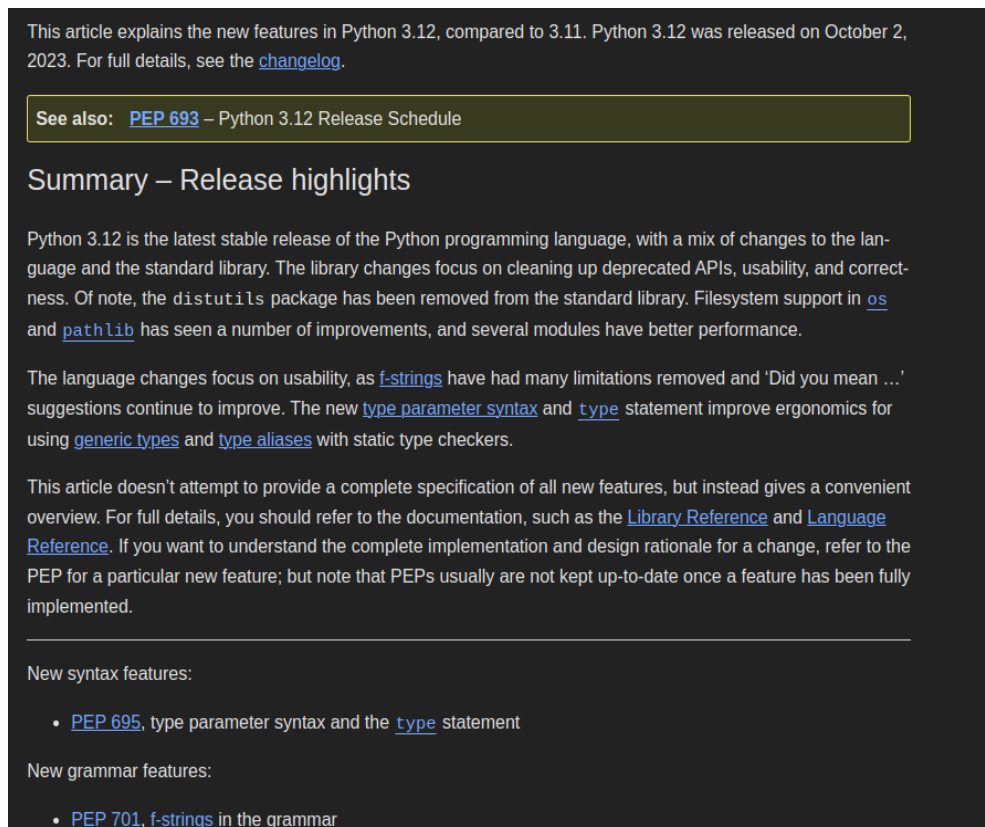 This article explains the new features in Python 3.12, compared to 3.11. Python 3.12 was released on October 2,
2023. For full details, see the changelog.
See also: PEP 693 – Python 3.12 Release Schedule
Summary – Release highlights
Python 3.12 is the latest stable release of the Python programming language, with a mix of changes to the lan-
guage and the standard library. The library changes focus on cleaning up deprecated APIs, usability, and correct-
ness. Of note, the distutils package has been removed from the standard library. Filesystem support in os
and pathlib has seen a number of improvements, and several modules have better performance.
The language changes focus on usability, as f-strings have had many limitations removed and ‘Did you mean …’
suggestions continue to improve. The new type parameter syntax and type statement improve ergonomics for
using generic types and type aliases with static type checkers.
This article doesn’t attempt to provide a complete specification of all new features, but instead gives a convenient
overview. For full details, you should refer to the documentation, such as the Library Reference and Language
Reference. If you want to understand the complete implementation and design rationale for a change, refer to the
PEP for a particular new feature; but note that PEPs usually are not kept up-to-date once a feature has been fully
implemented.
New syntax features:
• PEP 695, type parameter syntax and the type statement
New grammar features:
• PEP 701, f-strings in the grammar